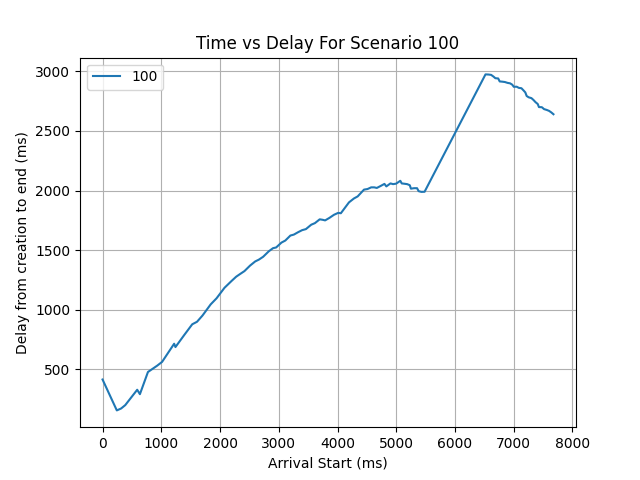 Time vs Delay For Scenario 100
100
Delay from creation to end (ms)
3000
2500
2000
1500
1000
500
0 1000 2000 3000 4000 5000 6000 7000 8000
Arrival Start (ms)